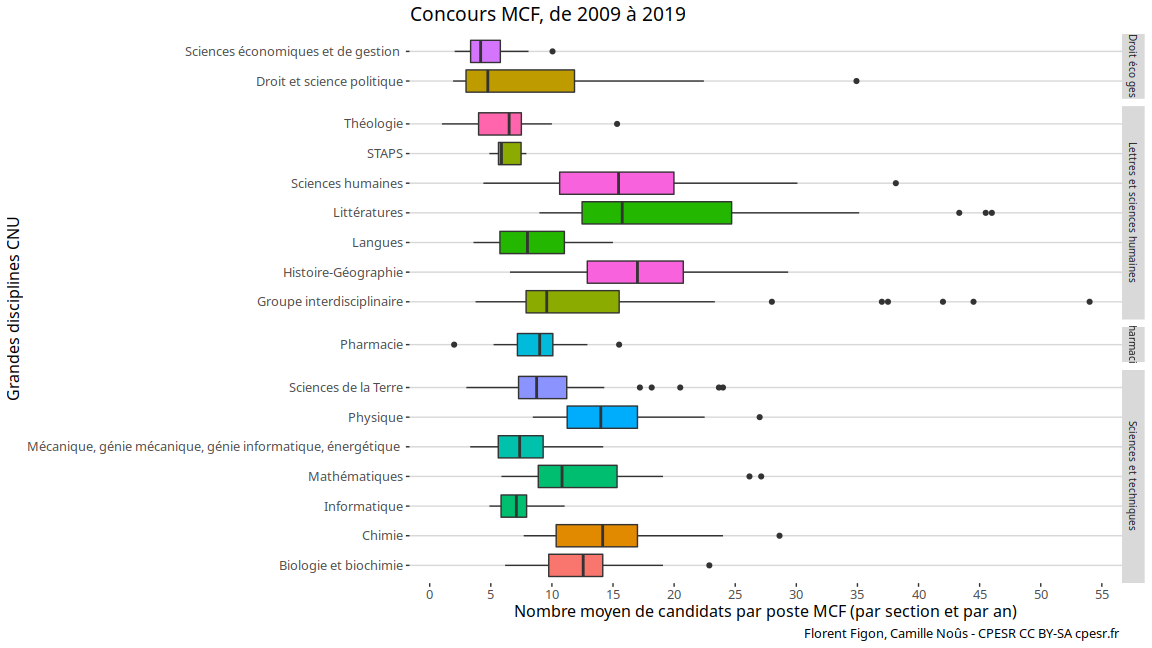 Concours MCF, de 2009 à 2019
Grandes disciplines CNU
Sciences économiques et de gestion
Droit et science politique
Droit éco ges
Théologie
STAPS
Sciences humaines
Littératures
Langues
Histoire-Géographie
Groupe interdisciplinaire
Lettres et sciences humaines
Pharmacie
harmaci
Sciences de la Terre
Physique
Mécanique, génie mécanique, génie informatique, énergétique
Mathématiques
Informatique
Chimie
Biologie et biochimie
Sciences et techniques
0 5 10 15 20 25 30 35 40 45 50 55
Nombre moyen de candidats par poste MCF (par section et par an)
Florent Figon, Camille Noûs - CPESR CC BY-SA cpesr.fr